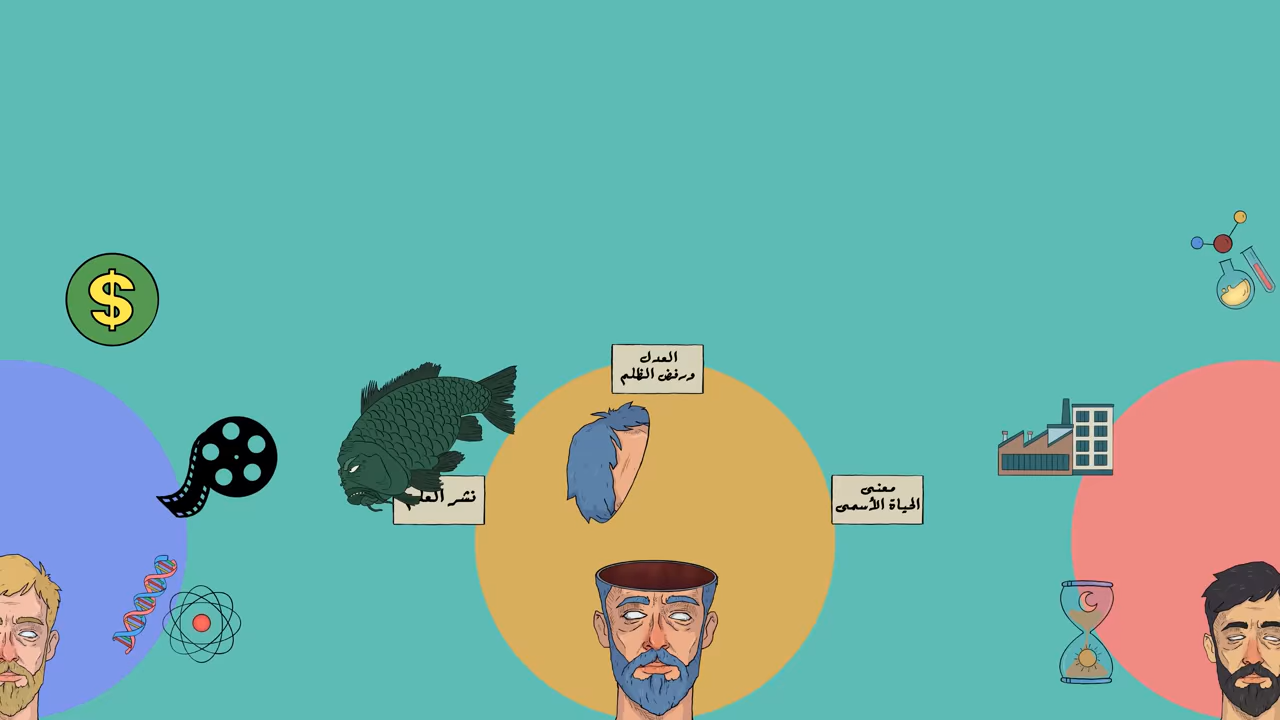 العدل
ورفض الظلم
معنى
الحياة الأسمى
نشر
$